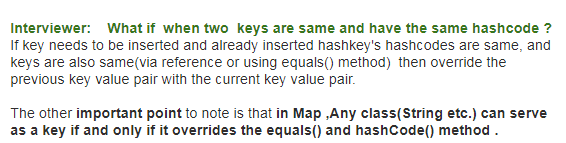 Interviewer:    What if  when two  keys are same and have the same hashcode ?
If key needs to be inserted and already inserted hashkey's hashcodes are same, and
keys are also same(via reference or using equals() method)  then override the
previous key value pair with the current key value pair.
The other important point to note is that in Map ,Any class(String etc.) can serve
as a key if and only if it overrides the equals() and hashCode() method .